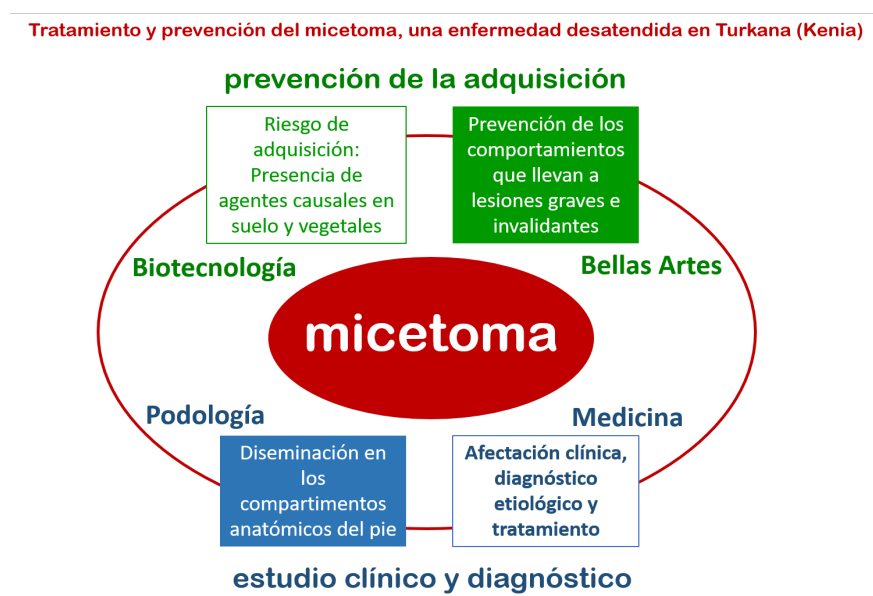 Tratamiento y prevención del micetoma, una enfermedad desatendida en Turkana (Kenia)
prevención de la adquisición
Riesgo de
adquisición:
Presencia de
agentes causales en
suelo y vegetales
Prevención de los
comportamientos
que llevan a
lesiones graves e
invalidantes
Biotecnología
Bellas Artes
micetoma
Podología
Medicina
Diseminación en
los
compartimentos
anatómicos del pie
Afectación clínica,
diagnóstico
etiológico y
tratamiento
estudio clínico y diagnóstico